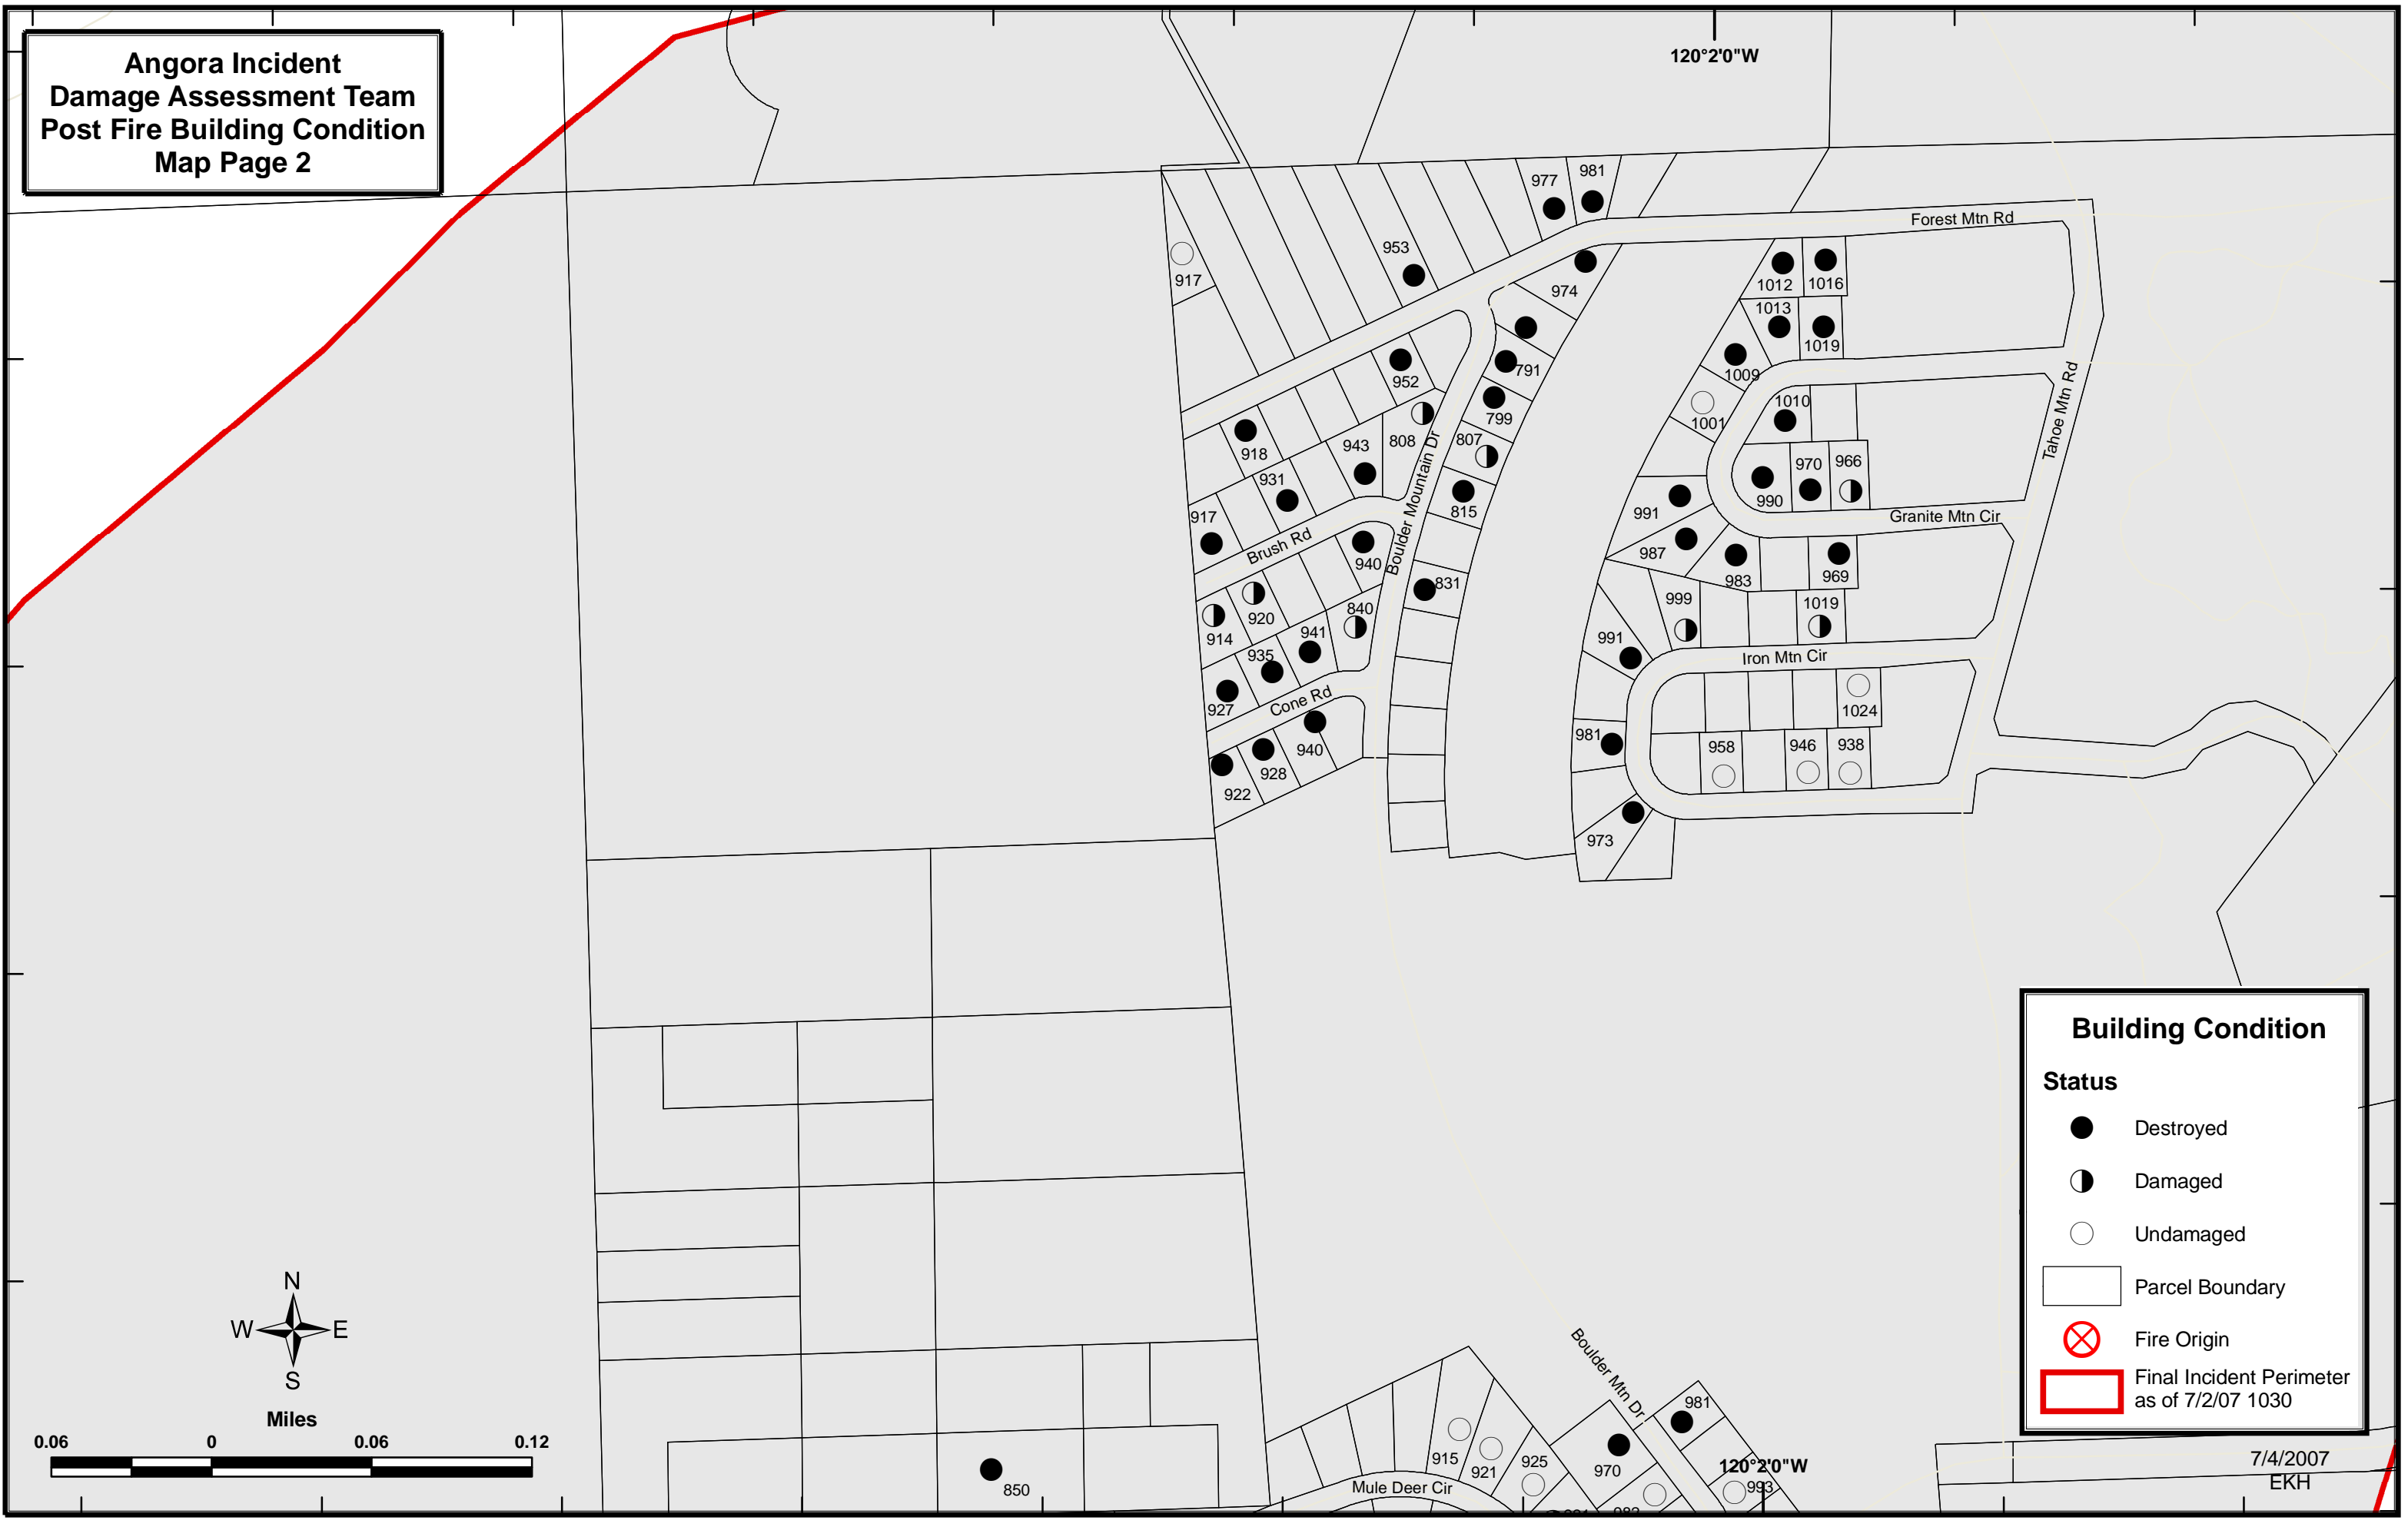 Angora Incident
Damage Assessment Team
Post Fire Building Condition
Map Page 2
120°2'0"W
977
981
Forest Mtn Rd
953
917
974
1012
1016
1013
1019
952
791
1009
Tahoe Mtn Rd
799
1010
1001
918
943
808
807
931
970
966
990
815
917
991
Granite Mtn Cir
Brush Rd
Boulder Mountain Dr
940
987
983
969
831
914
920
840
999
1019
941
991
935
Iron Mtn Cir
927
Cone Rd
1024
940
981
958
946
938
928
922
973
Building Condition
Status
Destroyed
Damaged
Undamaged
Parcel Boundary
Fire Origin
Final Incident Perimeter
as of 7/2/07 1030
N
W
E
S
Miles
0.06
0
0.06
0.12
Boulder Mtn Dr
981
915
921
925
970
120°2'0"W
993
850
Mule Deer Cir
7/4/2007
EKH